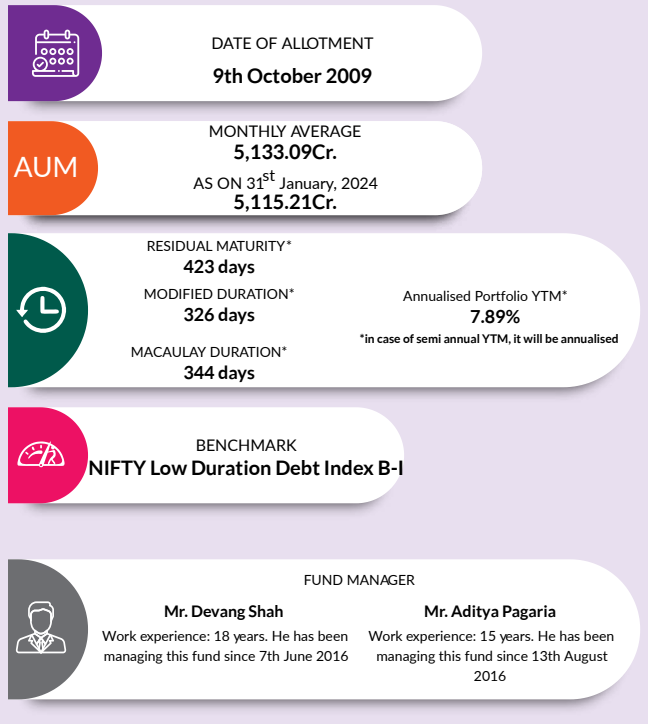 DATE OF ALLOTMENT
9th October 2009
AUM
MONTHLY AVERAGE
5,133.09Cr.
AS ON 31st January, 2024
5,115.21Cr.
RESIDUAL MATURITY*
423 days
MODIFIED DURATION*
326 days
MACAULAY DURATION*
344 days
Annualised Portfolio YTM*
7.89%
*in case of semi annual YTM, it will be annualised
BENCHMARK
NIFTY Low Duration Debt Index B-I
FUND MANAGER
Mr. Devang Shah
Work experience: 18 years. He has been
managing this fund since 7th June 2016
Mr. Aditya Pagaria
Work experience: 15 years. He has been
managing this fund since 13th August
2016